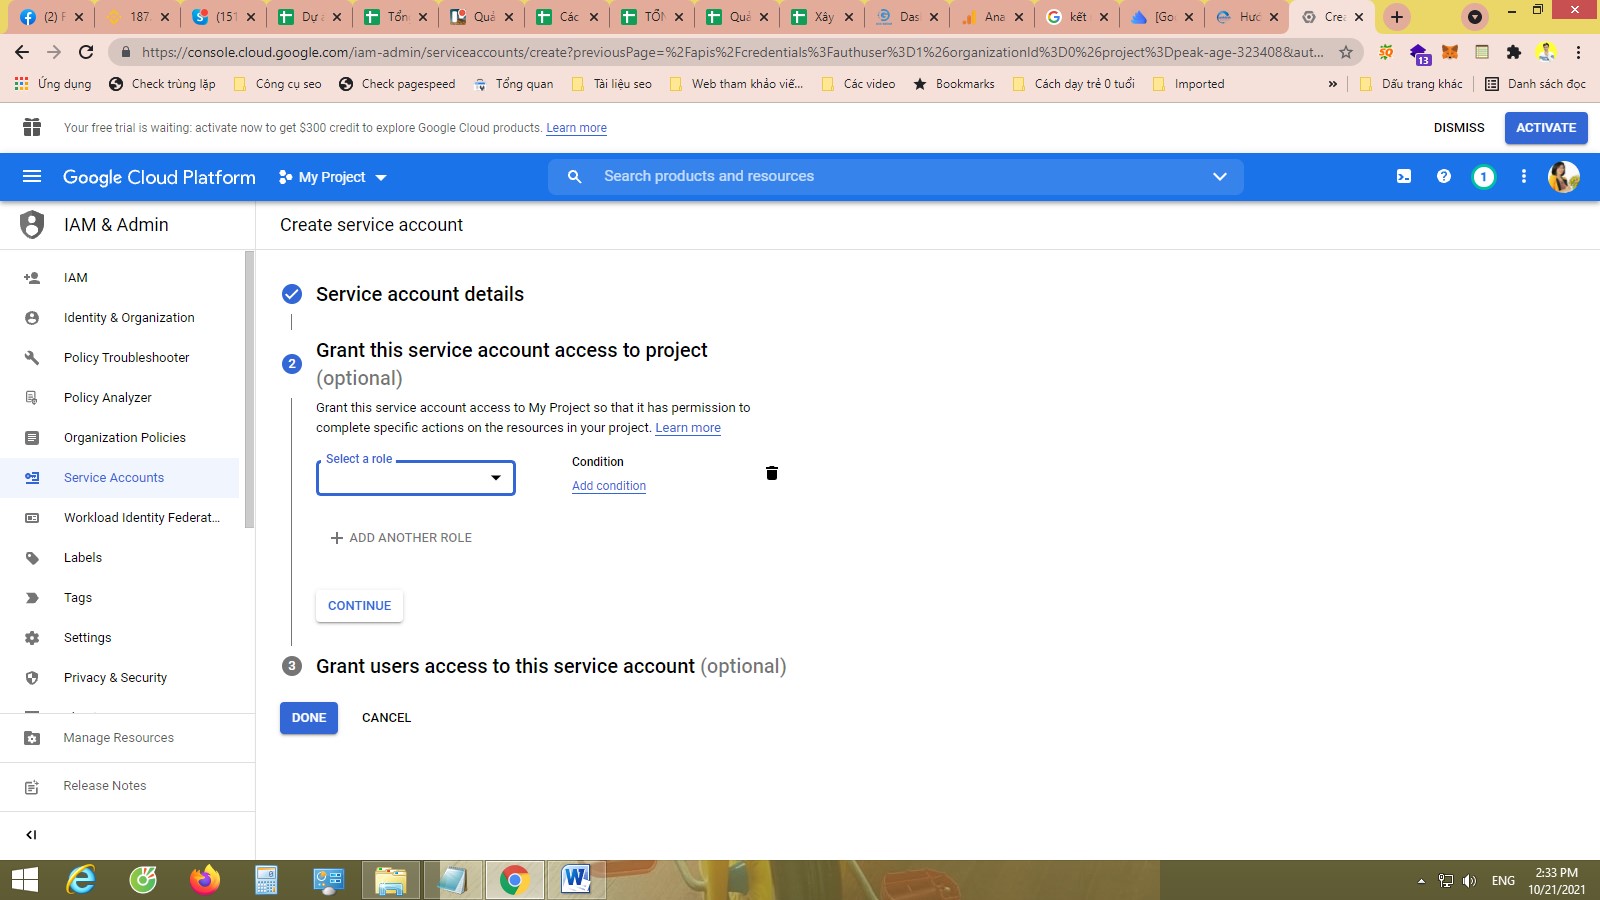 (2) F
187.
(151
Dự á
Tổn
Quả
Các
TỔN
Quả
Xây
Das
Ana
kết
[Go
Hướ
Crea
https://console.cloud.google.com/iam-admin/serviceaccounts/create?previousPage=%2Fapis%2Fcredentials%3Fauthuser%3D1%26organizationId%3D0%26project%3Dpeak-age-323408&aut...
13
Ứng dụng
Check trùng lặp
Công cụ seo
Check pagespeed
Tổng quan
Tài liệu seo
Web tham khảo viế...
Các video
Bookmarks
Cách dạy trẻ 0 tuổi
Imported
»
Dấu trang khác
Danh sách đọc
Your free trial is waiting: activate now to get $300 credit to explore Google Cloud products. Learn more
DISMISS
ACTIVATE
Google Cloud Platform
My Project
Search products and resources
1
IAM & Admin
Create service account
IAM
Identity & Organization
Policy Troubleshooter
Policy Analyzer
Organization Policies
Service Accounts
Workload Identity Federat...
Labels
Tags
Settings
Privacy & Security
Manage Resources
Release Notes
Service account details
2
Grant this service account access to project
(optional)
Grant this service account access to My Project so that it has permission to
complete specific actions on the resources in your project. Learn more
Select a role
Condition
Add condition
ADD ANOTHER ROLE
CONTINUE
3
Grant users access to this service account (optional)
DONE
CANCEL
ENG
2:33 PM
10/21/2021